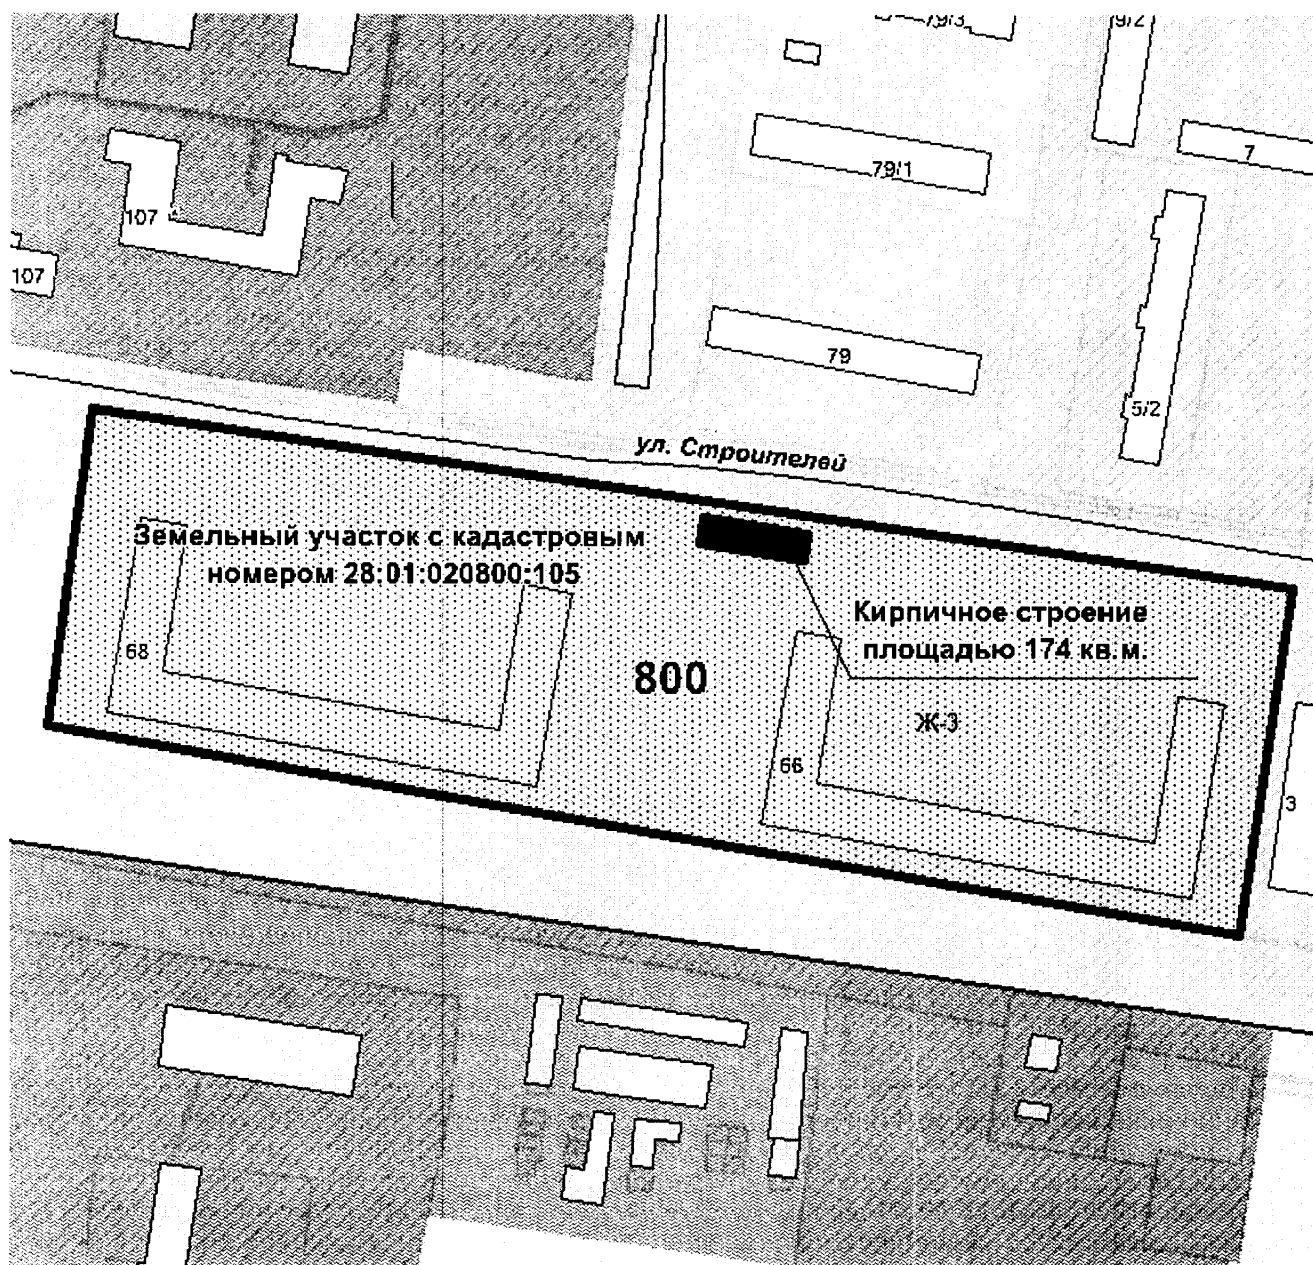 79/3
9/2
79/1
7
107
107
79
5/2
ул. Строителей
Земельный участок с кадастровым
номером 28:01:020800:105
Кирпичное строение
площадью 174 кв.м.
68
800
Ж-3
66
3